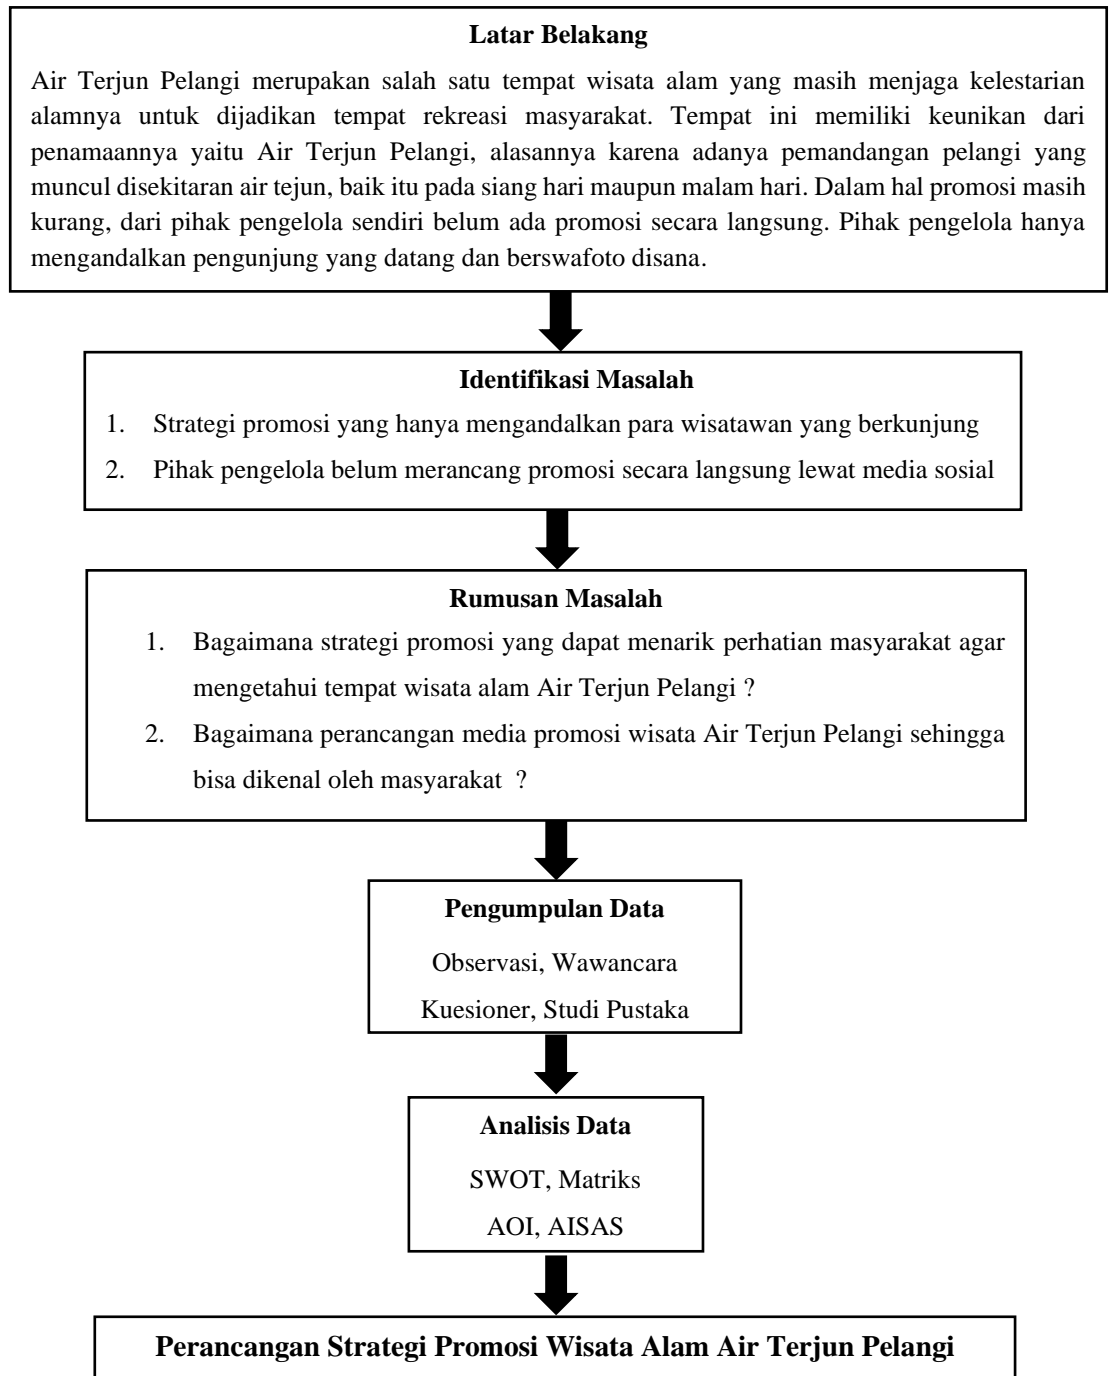 Latar Belakang
Air Terjun Pelangi merupakan salah satu tempat wisata alam yang masih menjaga kelestarian
alamnya untuk dijadikan tempat rekreasi masyarakat. Tempat ini memiliki keunikan dari
penamaannya yaitu Air Terjun Pelangi, alasannya karena adanya pemandangan pelangi yang
muncul disekitaran air tejun, baik itu pada siang hari maupun malam hari. Dalam hal promosi masih
kurang, dari pihak pengelola sendiri belum ada promosi secara langsung. Pihak pengelola hanya
mengandalkan pengunjung yang datang dan berswafoto disana.
Identifikasi Masalah
1. Strategi promosi yang hanya mengandalkan para wisatawan yang berkunjung
2. Pihak pengelola belum merancang promosi secara langsung lewat media sosial
Rumusan Masalah
1. Bagaimana strategi promosi yang dapat menarik perhatian masyarakat agar
mengetahui tempat wisata alam Air Terjun Pelangi ?
2. Bagaimana perancangan media promosi wisata Air Terjun Pelangi sehingga
bisa dikenal oleh masyarakat  ?
Pengumpulan Data
Observasi, Wawancara
Kuesioner, Studi Pustaka
Analisis Data
SWOT, Matriks
AOI, AISAS
Perancangan Strategi Promosi Wisata Alam Air Terjun Pelangi